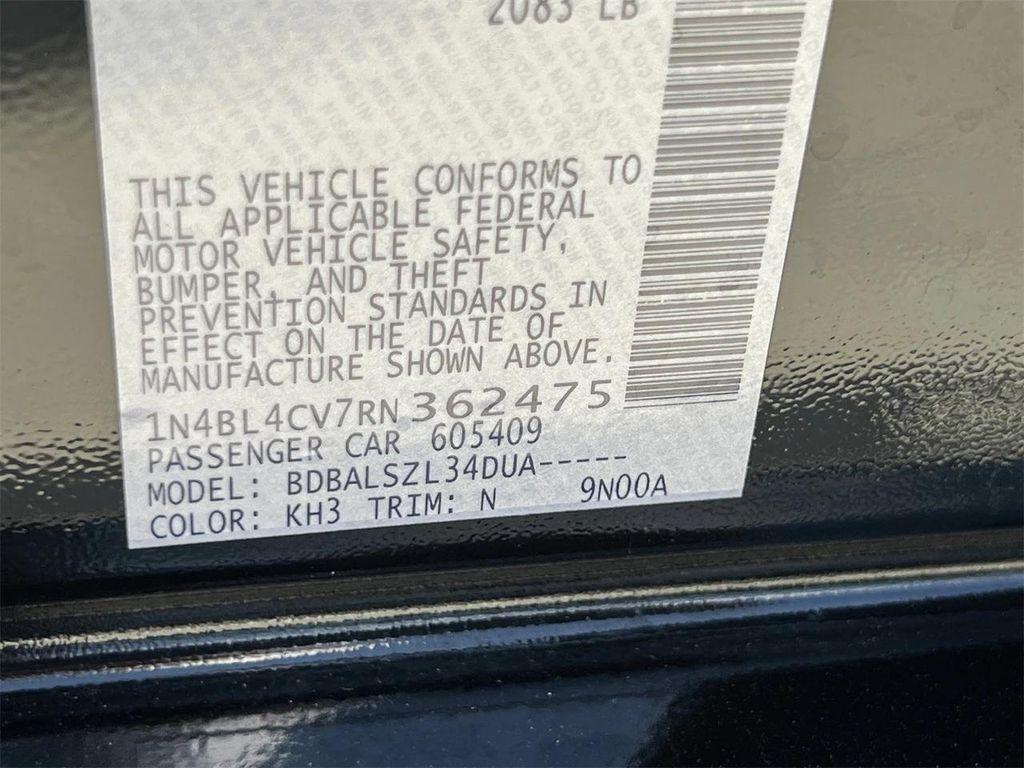 2083 LB
THIS VEHICLE CONFORMS TO
ALL APPLICABLE FEDERAL
MOTOR VEHICLE SAFETY,
BUMPER, AND THEFT
PREVENTION STANDARDS IN
EFFECT ON THE DATE OF
MANUFACTURE SHOWN ABOVE.
1N4BL4CV7RN362475
PASSENGER CAR 605409
MODEL: BDBALSZL34DUA-----
COLOR: KH3 TRIM: N 9N00A